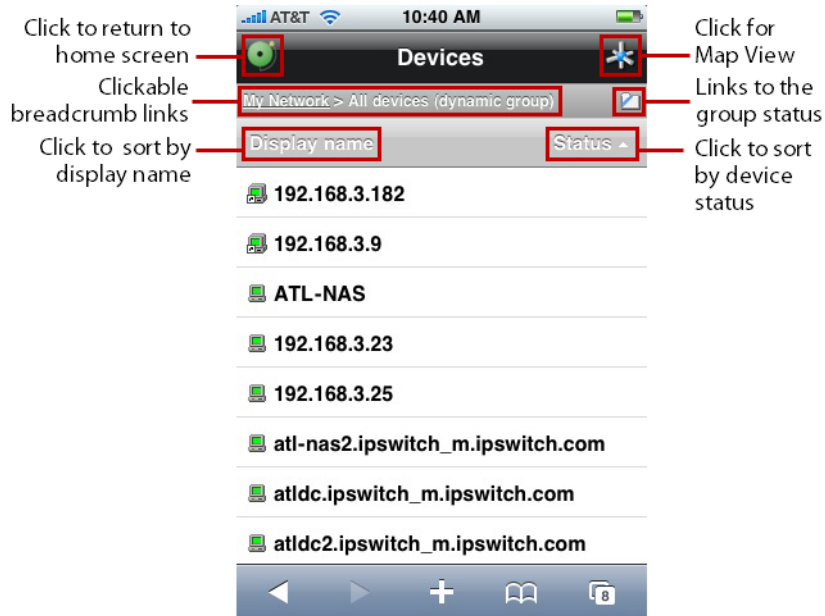 AT&T 10:40 AM
Click to return to
home screen
Devices
Click for
Map View
Clickable
breadcrumb links
My Network > All devices (dynamic group)
Links to the
group status
Click to sort by
display name
Display name
Status
Click to sort
by device
status
192.168.3.182
192.168.3.9
ATL-NAS
192.168.3.23
192.168.3.25
atl-nas2.ipswitch_m.ipswitch.com
atldc.ipswitch_m.ipswitch.com
atldc2.ipswitch_m.ipswitch.com
8